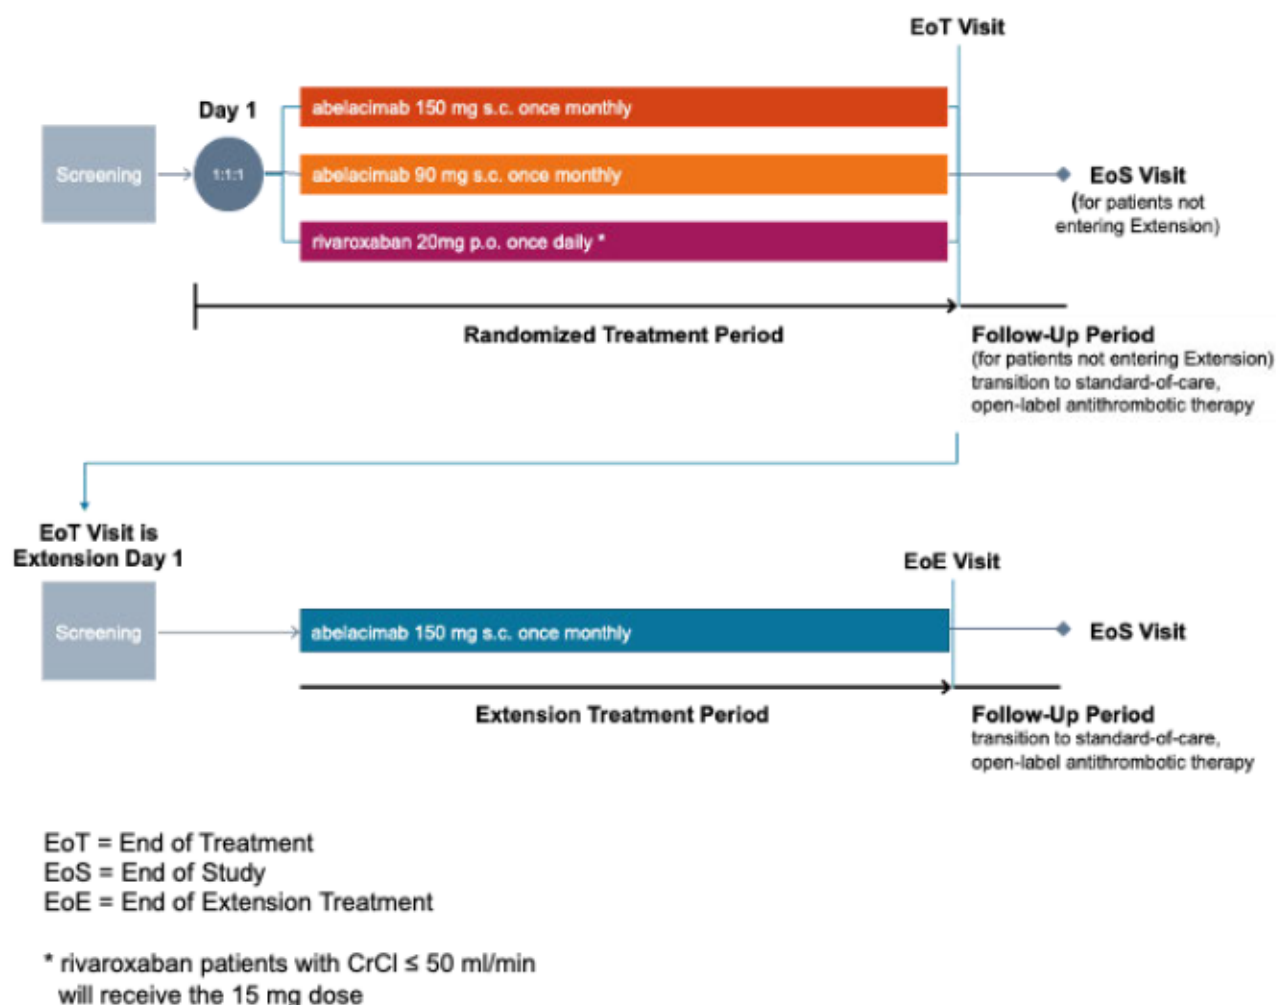 EoT Visit
Day 1
abelacimab 150 mg s.c. once monthly
Screening
1:1:1
abelacimab 90 mg s.c. once monthly
EoS Visit
(for patients not
entering Extension)
rivaroxaban 20mg p.o. once daily *
Randomized Treatment Period
Follow-Up Period
(for patients not entering Extension)
transition to standard-of-care,
open-label antithrombotic therapy
EoT Visit is
Extension Day 1
EoE Visit
Screening
abelacimab 150 mg s.c. once monthly
EoS Visit
Extension Treatment Period
Follow-Up Period
transition to standard-of-care,
open-label antithrombotic therapy
EoT = End of Treatment
EoS = End of Study
EoE = End of Extension Treatment
* rivaroxaban patients with CrCl ≤ 50 ml/min
will receive the 15 mg dose